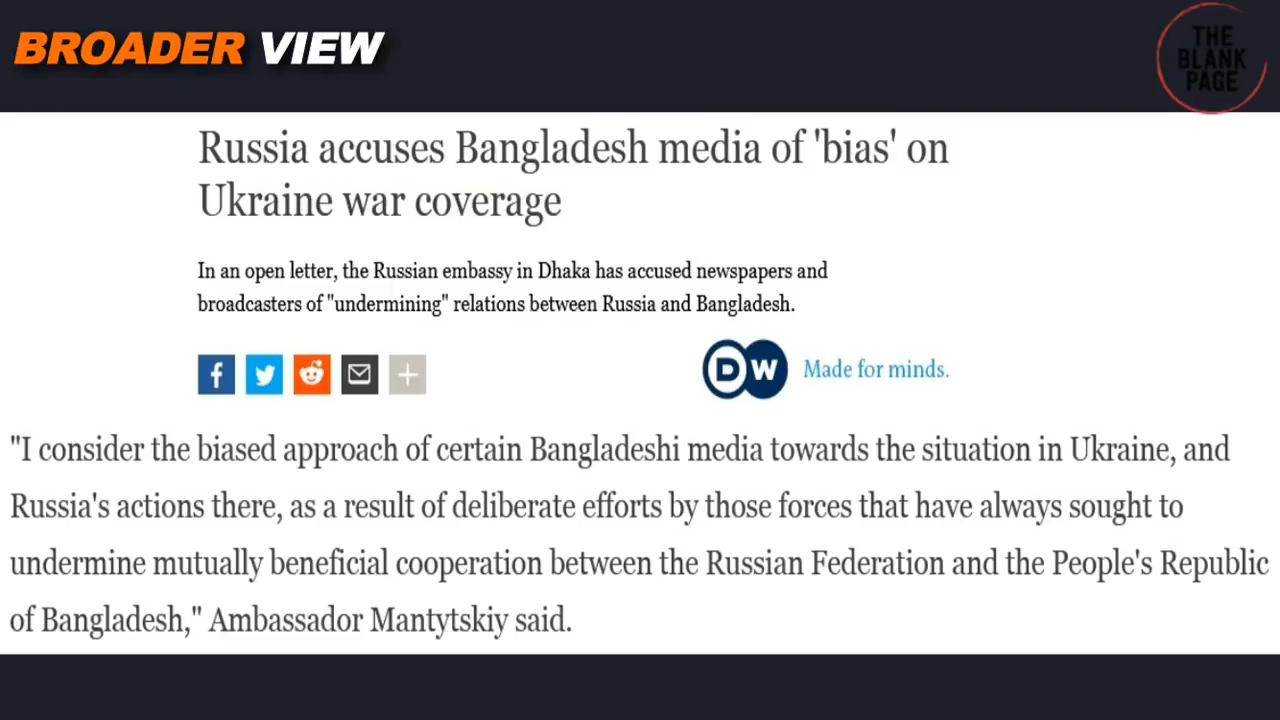 BROADER VIEW
THE
BLANK
PAGE
Russia accuses Bangladesh media of 'bias' on
Ukraine war coverage
In an open letter, the Russian embassy in Dhaka has accused newspapers and
broadcasters of "undermining" relations between Russia and Bangladesh.
DW Made for minds.
"I consider the biased approach of certain Bangladeshi media towards the situation in Ukraine, and
Russia's actions there, as a result of deliberate efforts by those forces that have always sought to
undermine mutually beneficial cooperation between the Russian Federation and the People's Republic
of Bangladesh," Ambassador Mantytskiy said.